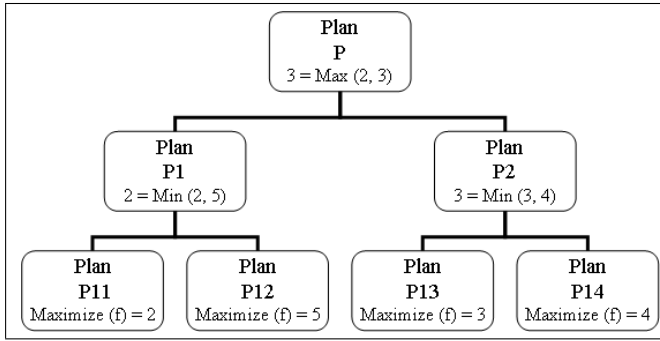 Plan
P
3 = Max (2, 3)
Plan
P1
2 = Min (2, 5)
Plan
P2
3 = Min (3, 4)
Plan
P11
Maximize (f) = 2
Plan
P12
Maximize (f) = 5
Plan
P13
Maximize (f) = 3
Plan
P14
Maximize (f) = 4